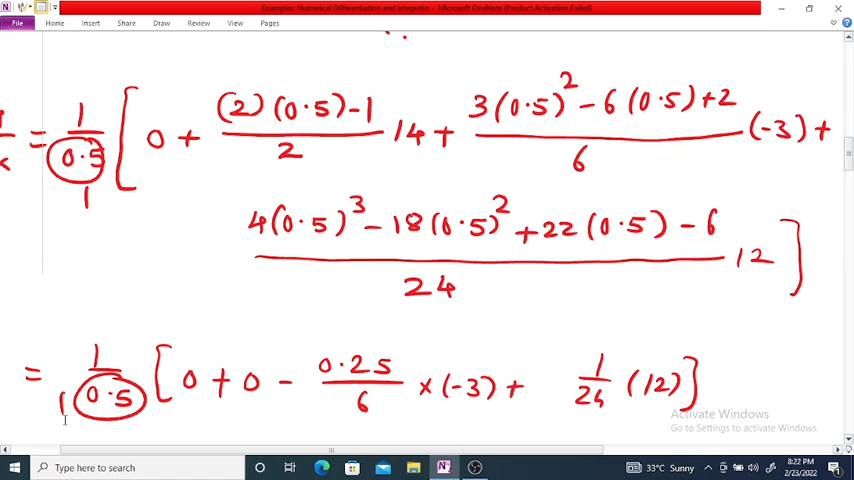 Examples: Numerical Differentiation and Integratio - Microsoft OneNote (Product Activation Failed)
File Home Insert Draw Review View Pages
= 1/0.5 [ 0 + (2)(0.5)-1 / 2 14 + 3(0.5)^2 - 6(0.5)+2 / 6 (-3) +
1
4(0.5)^3 - 18(0.5)^2 + 22(0.5) - 6 / 24 12 ]
= 1/0.5 [ 0 + 0 - 0.25/6 × (-3) + 1/24 (12) ]
1
Activate Windows
Go to Settings to activate Windows.
Type here to search
33°C Sunny
8:22 PM
2/23/2022